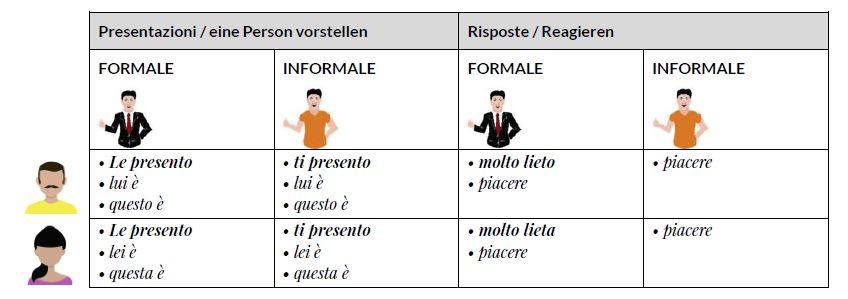 Presentazioni / eine Person vorstellen
Risposte / Reagieren
FORMALE
INFORMALE
FORMALE
INFORMALE
• Le presento
• lui è
• questo è
• ti presento
• lui è
• questo è
• molto lieto
• piacere
• piacere
• Le presento
• lei è
• questa è
• ti presento
• lei è
• questa è
• molto lieta
• piacere
• piacere